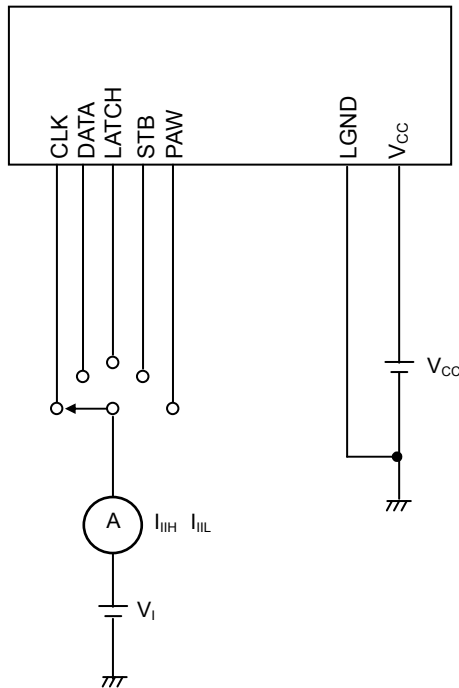 CLK
DATA
LATCH
STB
PAW
LGND
VCC
VCC
A IIIH IIIL
VI